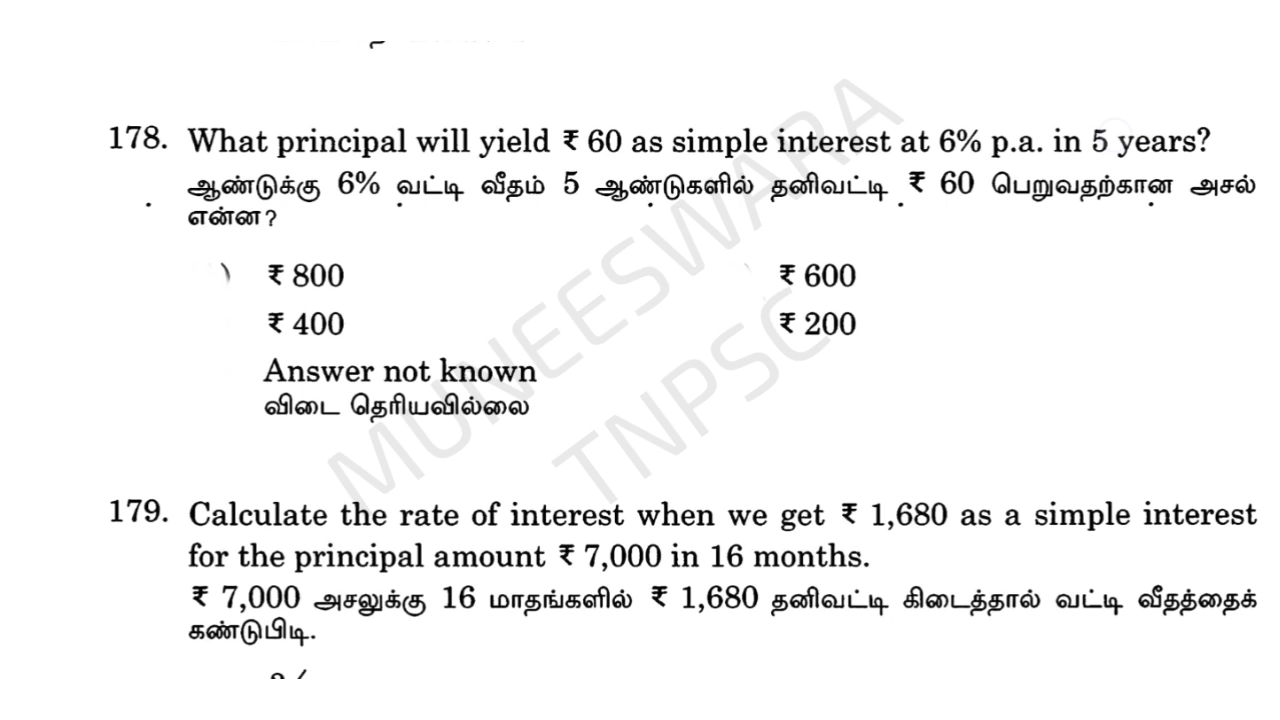 178. What principal will yield ₹ 60 as simple interest at 6% p.a. in 5 years?
ஆண்டுக்கு 6% வட்டி வீதம் 5 ஆண்டுகளில் தனிவட்டி ₹ 60 பெறுவதற்கான அசல்
என்ன?
₹ 800 ₹ 600
₹ 400 ₹ 200
Answer not known
விடை தெரியவில்லை
MUNEESWARA
TNPSC
179. Calculate the rate of interest when we get ₹ 1,680 as a simple interest
for the principal amount ₹ 7,000 in 16 months.
₹ 7,000 அசலுக்கு 16 மாதங்களில் ₹ 1,680 தனிவட்டி கிடைத்தால் வட்டி வீதத்தைக்
கண்டுபிடி.